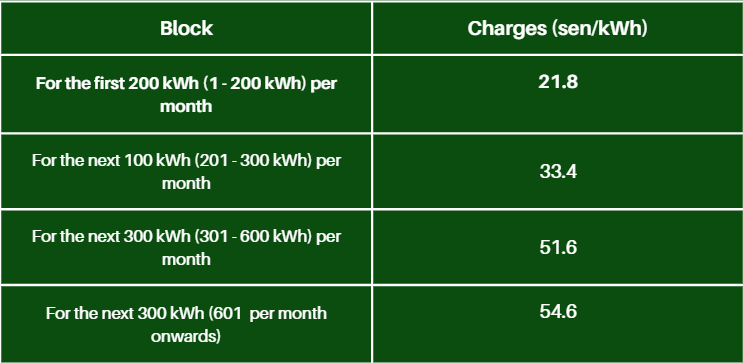 Block
Charges (sen/kWh)
For the first 200 kWh (1 - 200 kWh) per
month
21.8
For the next 100 kWh (201 - 300 kWh) per
month
33.4
For the next 300 kWh (301 - 600 kWh) per
month
51.6
For the next 300 kWh (601  per month
onwards)
54.6